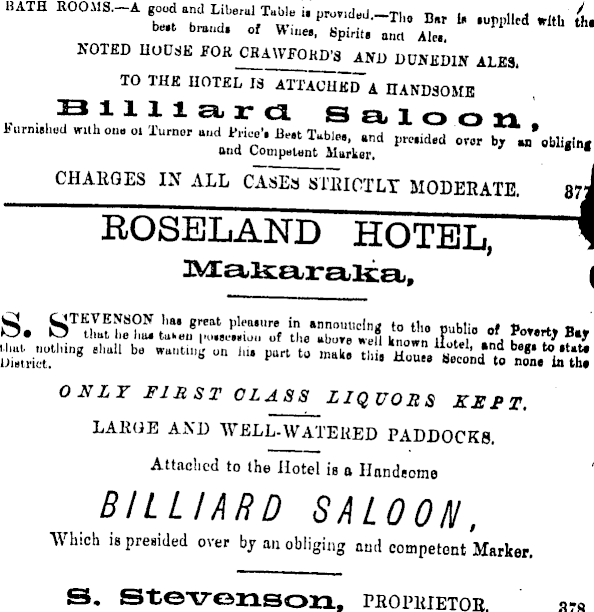 BATH ROOMS.—A good and Liberal Table is provided.—The Bar is supplied with the
best brands of Wines, Spirits and Ales.
NOTED HOUSE FOR CRAWFORD'S AND DUNEDIN ALES.
TO THE HOTEL IS ATTACHED A HANDSOME
Billiard Saloon,
Furnished with one of Turner and Price's Best Tables, and presided over by an obliging
and Competent Marker.
CHARGES IN ALL CASES STRICTLY MODERATE. 377
ROSELAND HOTEL,
Makaraka,
S. STEVENSON has great pleasure in announcing to the public of Poverty Bay
that he has taken possession of the above well known Hotel, and begs to state
that nothing shall be wanting on his part to make this House Second to none in the
District.
ONLY FIRST CLASS LIQUORS KEPT.
LARGE AND WELL-WATERED PADDOCKS.
Attached to the Hotel is a Handsome
BILLIARD SALOON,
Which is presided over by an obliging and competent Marker.
S. Stevenson, PROPRIETOR. 378